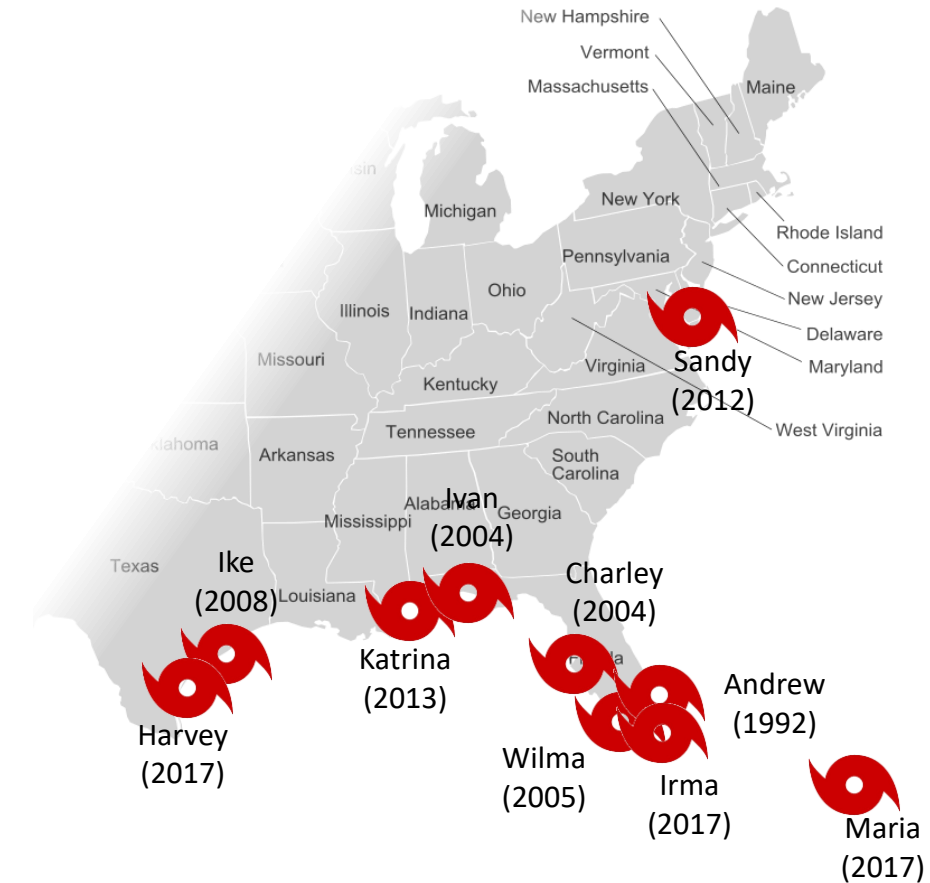 New Hampshire
Vermont
Massachusetts
Maine
sin
Michigan
New York
Rhode Island
Pennsylvania
Connecticut
New Jersey
Ohio
Illinois
Indiana
Delaware
Maryland
Sandy
(2012)
Missouri
Virginia
Kentucky
West Virginia
North Carolina
Tennessee
klahoma
Arkansas
South
Carolina
Ivan
(2004)
Alabama
Georgia
Mississippi
Texas
Ike
(2008)
Louisiana
Charley
(2004)
Katrina
(2013)
Andrew
(1992)
Harvey
(2017)
Wilma
(2005)
Irma
(2017)
Maria
(2017)